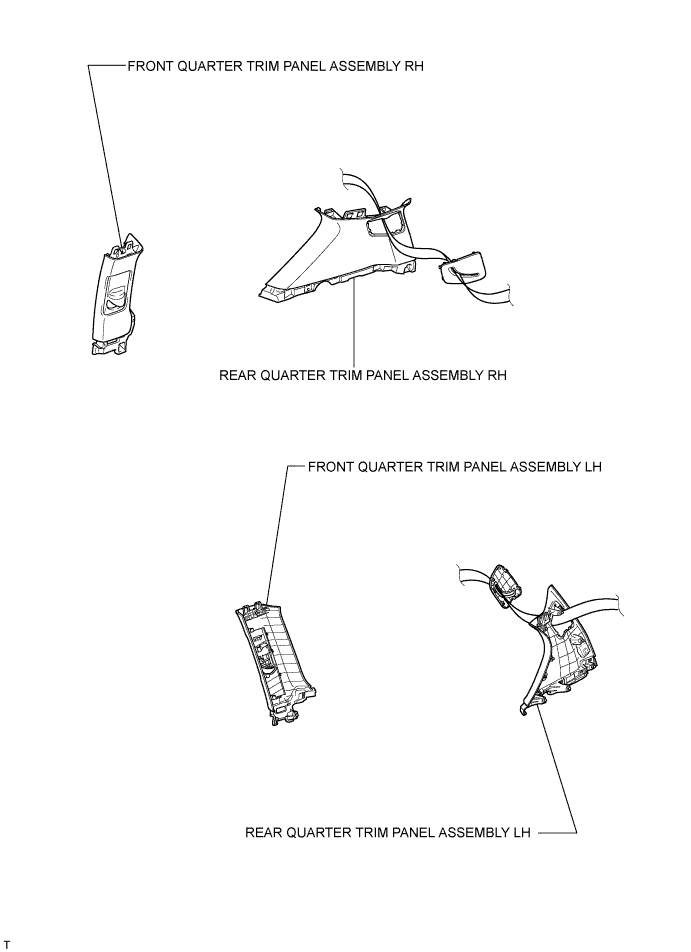 FRONT QUARTER TRIM PANEL ASSEMBLY RH
REAR QUARTER TRIM PANEL ASSEMBLY RH
FRONT QUARTER TRIM PANEL ASSEMBLY LH
REAR QUARTER TRIM PANEL ASSEMBLY LH
T